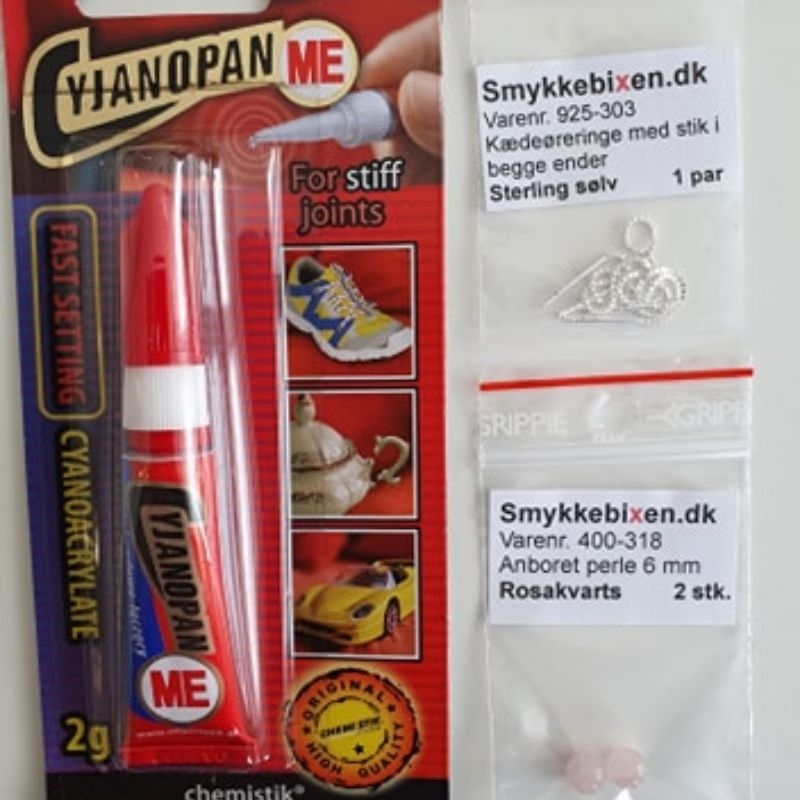 CYJANOPAN ME
For stiff
joints
FAST SETTING
CYANOACRYLATE
CYJANOPAN
ME
2g
ORIGINAL
CHEMISTIK
HIGH QUALITY
chemistik®
Smykkebixen.dk
Varenr. 925-303
Kædeøreringe med stik i
begge ender
Sterling sølv 1 par
GRIPPIE GRIPP
Smykkebixen.dk
Varenr. 400-318
Anboret perle 6 mm
Rosakvarts 2 stk.